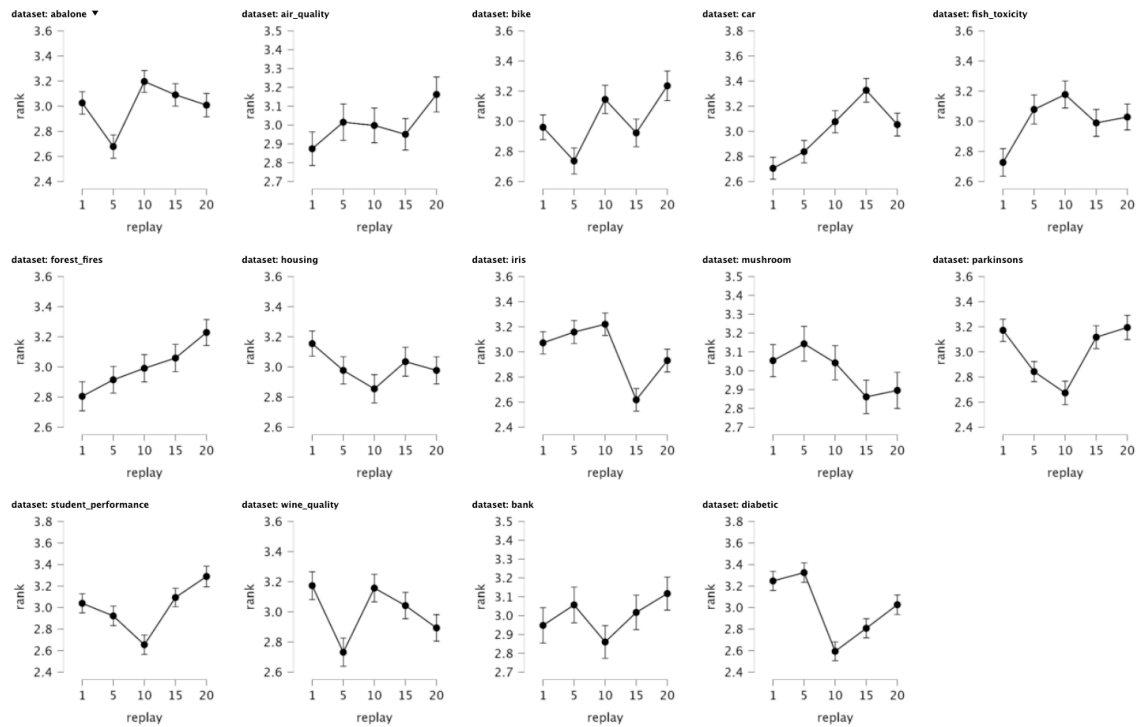 dataset: abalone ▼
3.6
3.4
3.2
3.0
2.8
2.6
2.4
rank
1 5 10 15 20
replay
dataset: air_quality
3.5
3.4
3.3
3.2
3.1
3.0
2.9
2.8
2.7
rank
1 5 10 15 20
replay
dataset: bike
3.6
3.4
3.2
3.0
2.8
2.6
rank
1 5 10 15 20
replay
dataset: car
3.8
3.6
3.4
3.2
3.0
2.8
2.6
rank
1 5 10 15 20
replay
dataset: fish_toxicity
3.6
3.4
3.2
3.0
2.8
2.6
rank
1 5 10 15 20
replay
dataset: forest_fires
3.6
3.4
3.2
3.0
2.8
2.6
rank
1 5 10 15 20
replay
dataset: housing
3.6
3.4
3.2
3.0
2.8
2.6
rank
1 5 10 15 20
replay
dataset: iris
3.6
3.4
3.2
3.0
2.8
2.6
2.4
rank
1 5 10 15 20
replay
dataset: mushroom
3.5
3.4
3.3
3.2
3.1
3.0
2.9
2.8
2.7
rank
1 5 10 15 20
replay
dataset: parkinsons
3.6
3.4
3.2
3.0
2.8
2.6
2.4
rank
1 5 10 15 20
replay
dataset: student_performance
3.8
3.6
3.4
3.2
3.0
2.8
2.6
2.4
rank
1 5 10 15 20
replay
dataset: wine_quality
3.6
3.4
3.2
3.0
2.8
2.6
rank
1 5 10 15 20
replay
dataset: bank
3.5
3.4
3.3
3.2
3.1
3.0
2.9
2.8
2.7
rank
1 5 10 15 20
replay
dataset: diabetic
3.8
3.6
3.4
3.2
3.0
2.8
2.6
2.4
rank
1 5 10 15 20
replay